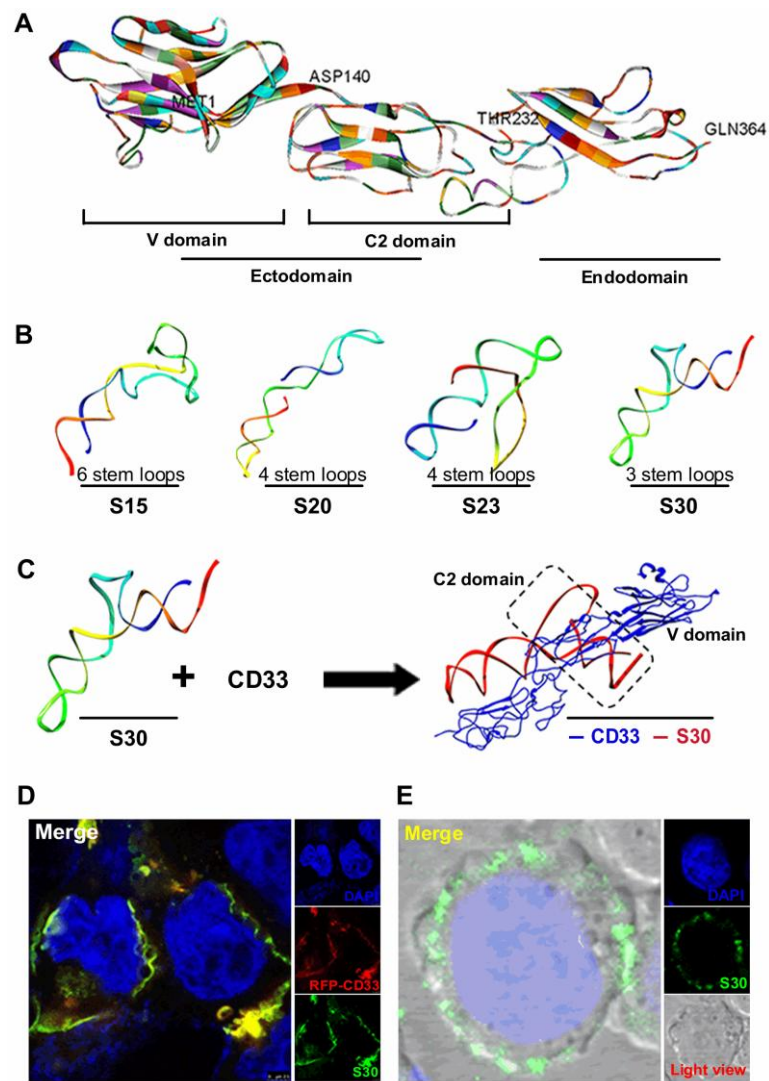 A
MET1
ASP140
THR232
GLN364
V domain
C2 domain
Ectodomain
Endodomain
B
6 stem loops
4 stem loops
4 stem loops
3 stem loops
S15
S20
S23
S30
C
C2 domain
V domain
+
CD33
S30
– CD33 – S30
D
Merge
DAPI
RFP-CD33
S30
E
Merge
DAPI
S30
Light view